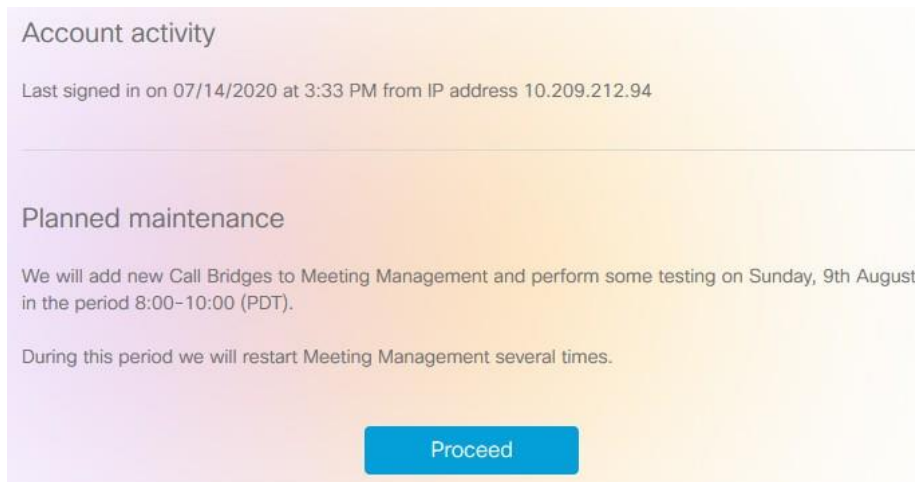 Account activity
Last signed in on 07/14/2020 at 3:33 PM from IP address 10.209.212.94
Planned maintenance
We will add new Call Bridges to Meeting Management and perform some testing on Sunday, 9th August
in the period 8:00-10:00 (PDT).
During this period we will restart Meeting Management several times.
Proceed